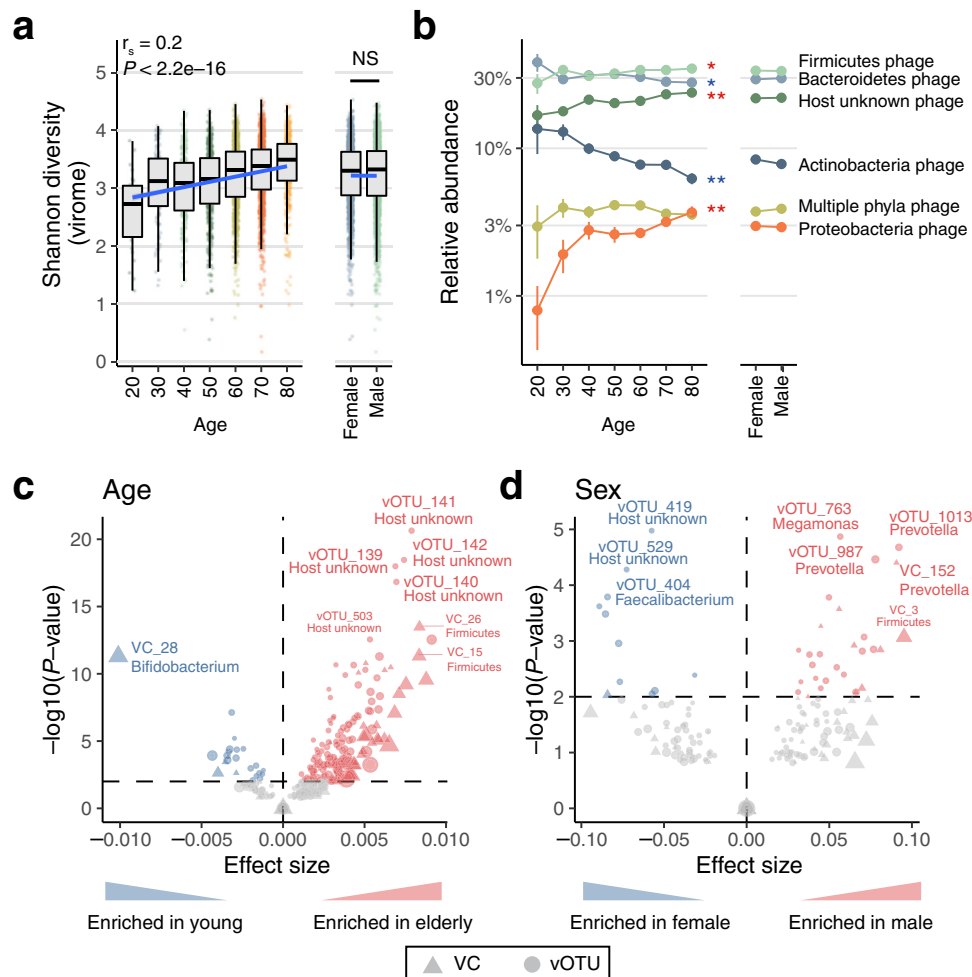 a
r_s = 0.2
P < 2.2e−16
NS
Shannon diversity
(virome)
5
4
3
2
1
0
20
30
40
50
60
70
80
Female
Male
Age
b
Relative abundance
30%
10%
3%
1%
*
*
**
**
**
Firmicutes phage
Bacteroidetes phage
Host unknown phage
Actinobacteria phage
Multiple phyla phage
Proteobacteria phage
20
30
40
50
60
70
80
Female
Male
Age
c
Age
−log10(P−value)
20
15
10
5
0
vOTU_141
Host unknown
vOTU_139
Host unknown
vOTU_142
Host unknown
vOTU_140
Host unknown
vOTU_503
Host unknown
VC_26
Firmicutes
VC_15
Firmicutes
VC_28
Bifidobacterium
−0.010
−0.005
0.000
0.005
0.010
Effect size
Enriched in young
Enriched in elderly
d
Sex
−log10(P−value)
5
4
3
2
1
0
vOTU_419
Host unknown
vOTU_529
Host unknown
vOTU_404
Faecalibacterium
vOTU_763
Megamonas
vOTU_987
Prevotella
vOTU_1013
Prevotella
VC_152
Prevotella
VC_3
Firmicutes
−0.10
−0.05
0.00
0.05
0.10
Effect size
Enriched in female
Enriched in male
VC
vOTU